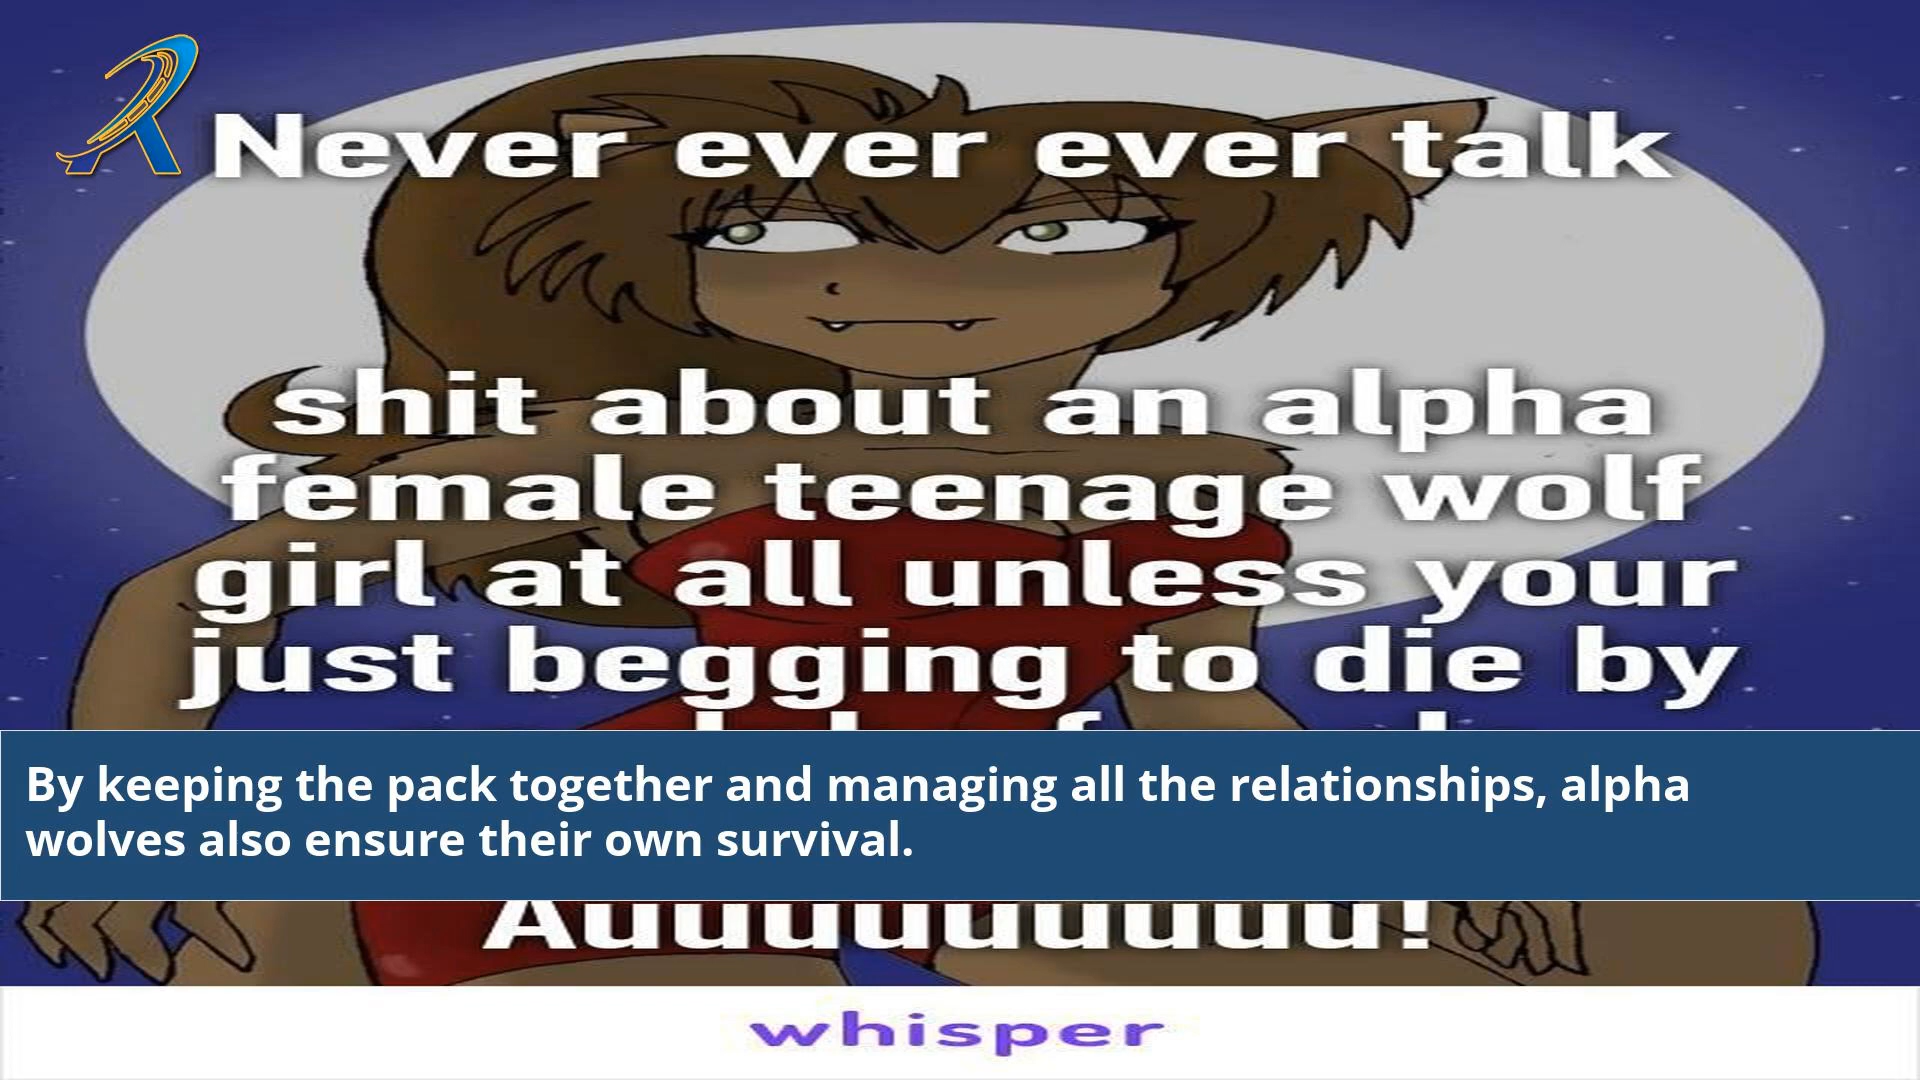 Never ever ever talk
shit about an alpha
female teenage wolf
girl at all unless your
just begging to die by
By keeping the pack together and managing all the relationships, alpha
wolves also ensure their own survival.
Auuuuuuuuu!
whisper